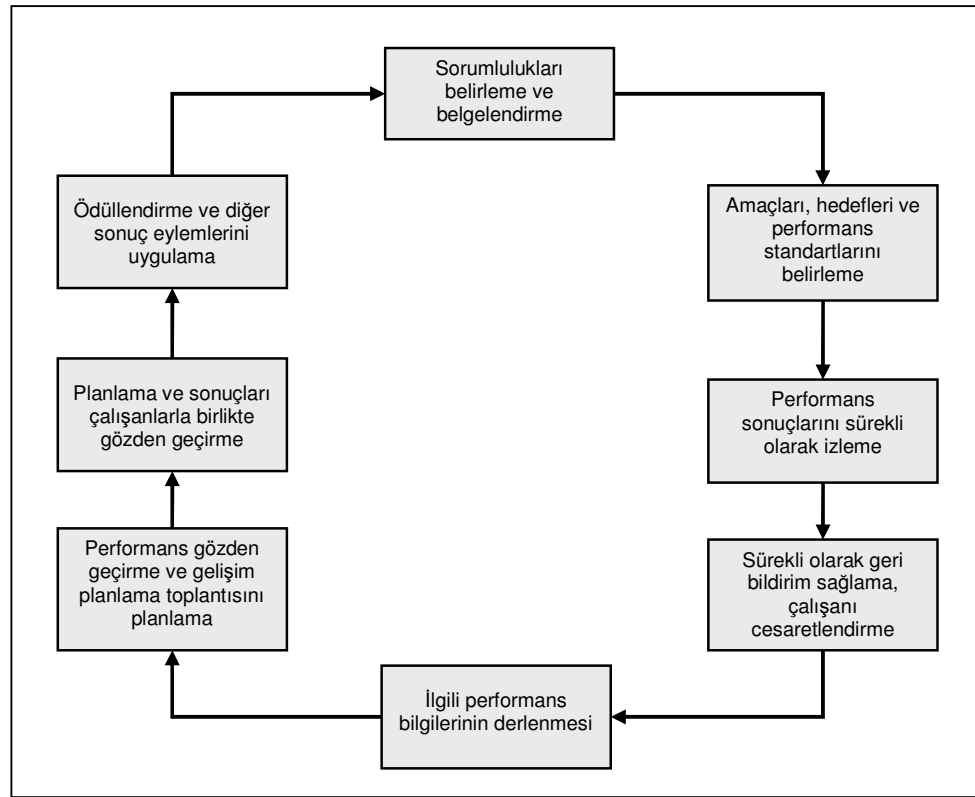 Sorumlulukları
belirleme ve
belgelendirme
Amaçları, hedefleri ve
performans
standartlarını
belirleme
Performans
sonuçlarını sürekli
olarak izleme
Sürekli olarak geri
bildirim sağlama,
çalışanı
cesaretlendirme
İlgili performans
bilgilerinin derlenmesi
Performans gözden
geçirme ve gelişim
planlama toplantısını
planlama
Planlama ve sonuçları
çalışanlarla birlikte
gözden geçirme
Ödüllendirme ve diğer
sonuç eylemlerini
uygulama